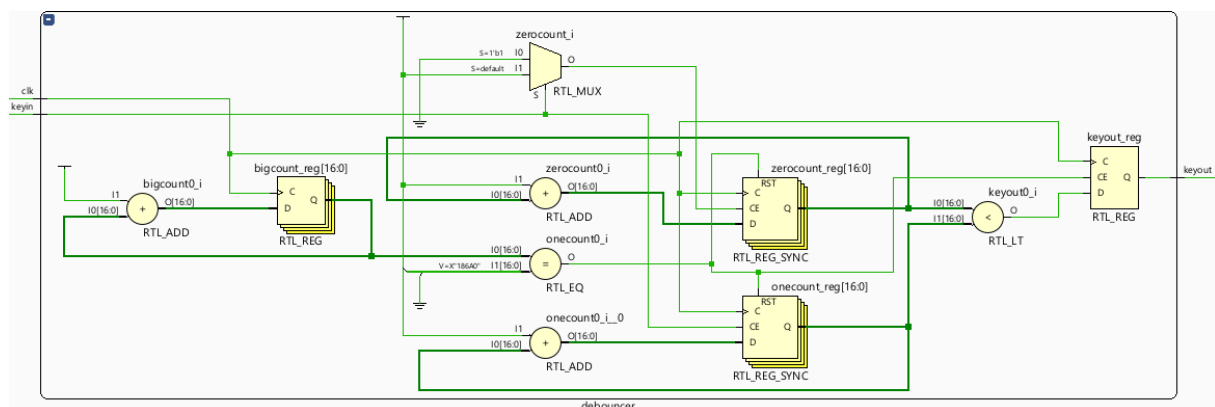 zerocount_i
S=1'b1 I0
S=default I1
O
S
RTL_MUX
clk
keyin
keyout_reg
C
CE Q
D
RTL_REG
keyout
bigcount0_i
I1
I0[16:0]
+
O[16:0]
RTL_ADD
bigcount_reg[16:0]
C
D Q
RTL_REG
zerocount0_i
I1
I0[16:0]
+
O[16:0]
RTL_ADD
zerocount_reg[16:0]
RST
C
CE Q
D
RTL_REG_SYNC
keyout0_i
I0[16:0]
I1[16:0]
<
O
RTL_LT
onecount0_i
I0[16:0]
V=X"186A0" I1[16:0]
=
O
RTL_EQ
onecount_reg[16:0]
RST
C
CE Q
D
RTL_REG_SYNC
onecount0_i__0
I1
I0[16:0]
+
O[16:0]
RTL_ADD
debouncer